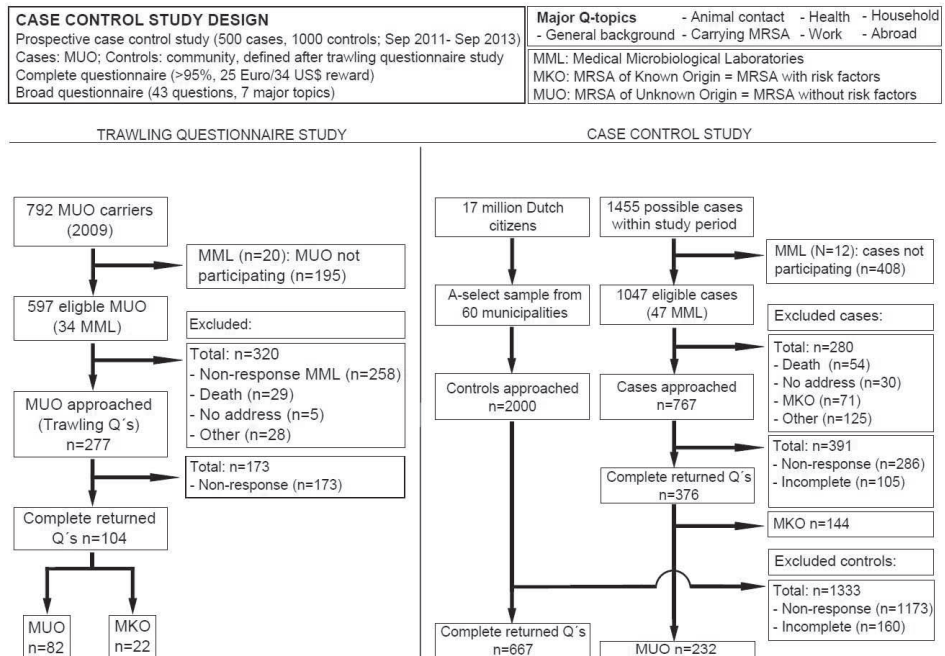 CASE CONTROL STUDY DESIGN
Prospective case control study (500 cases, 1000 controls; Sep 2011- Sep 2013)
Cases: MUO; Controls: community, defined after trawling questionnaire study
Complete questionnaire (>95%, 25 Euro/34 US$ reward)
Broad questionnaire (43 questions, 7 major topics)
Major Q-topics - Animal contact - Health - Household
- General background - Carrying MRSA - Work - Abroad
MML: Medical Microbiological Laboratories
MKO: MRSA of Known Origin = MRSA with risk factors
MUO: MRSA of Unknown Origin = MRSA without risk factors
TRAWLING QUESTIONNAIRE STUDY
792 MUO carriers
(2009)
MML (n=20): MUO not
participating (n=195)
597 eligble MUO
(34 MML)
Excluded:
Total: n=320
- Non-response MML (n=258)
- Death (n=29)
- No address (n=5)
- Other (n=28)
MUO approached
(Trawling Q´s)
n=277
Total: n=173
- Non-response (n=173)
Complete returned
Q´s n=104
MUO
n=82
MKO
n=22
CASE CONTROL STUDY
17 million Dutch
citizens
1455 possible cases
within study period
MML (N=12): cases not
participating (n=408)
A-select sample from
60 municipalities
1047 eligible cases
(47 MML)
Excluded cases:
Total: n=280
- Death (n=54)
- No address (n=30)
- MKO (n=71)
- Other (n=125)
Controls approached
n=2000
Cases approached
n=767
Total: n=391
- Non-response (n=286)
- Incomplete (n=105)
Complete returned Q´s
n=376
MKO n=144
Excluded controls:
Total: n=1333
- Non-response (n=1173)
- Incomplete (n=160)
Complete returned Q´s
n=667
MUO n=232